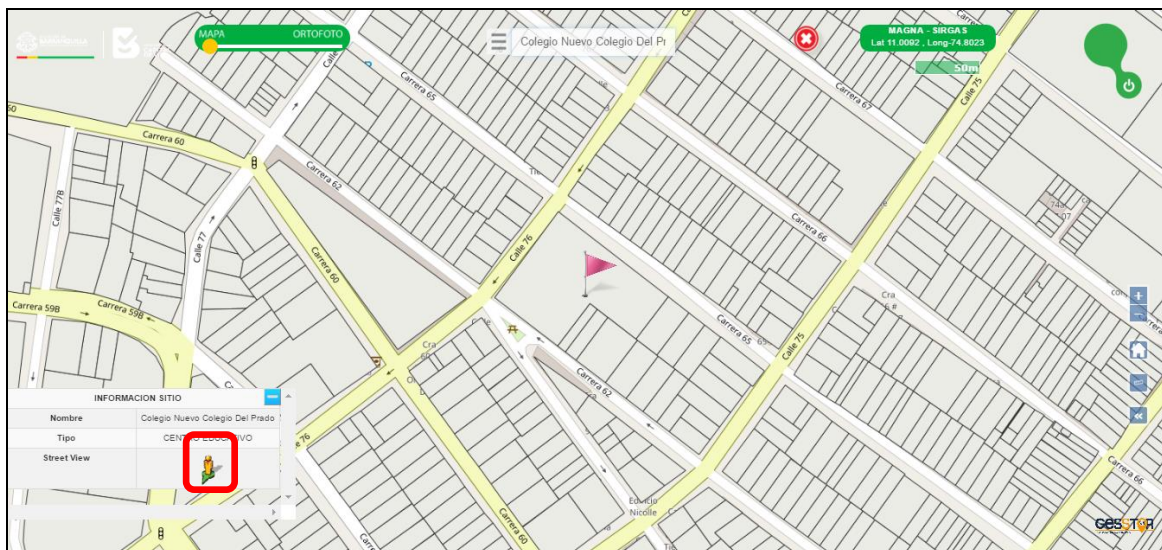 MAPA
ORTOFOTO
Colegio Nuevo Colegio Del Pr
MAGNA - SIRGAS
Lat 11.0092 , Long-74.8023
50m
Carrera 65
Carrera 67
Calle 75
Carrera 60
Carrera 62
Calle 77B
Calle 77
Calle 76
Carrera 66
Carrera 60
Carrera 59B
Carrera 59B
Cra
Cra
60
Carrera 65
Calle 75
Carrera 62
Carrera 66
Edificio
Nicolle
Carrera 60
INFORMACION SITIO
Nombre
Colegio Nuevo Colegio Del Prado
Tipo
CENTRO EDUCATIVO
Street View
GESSTOR